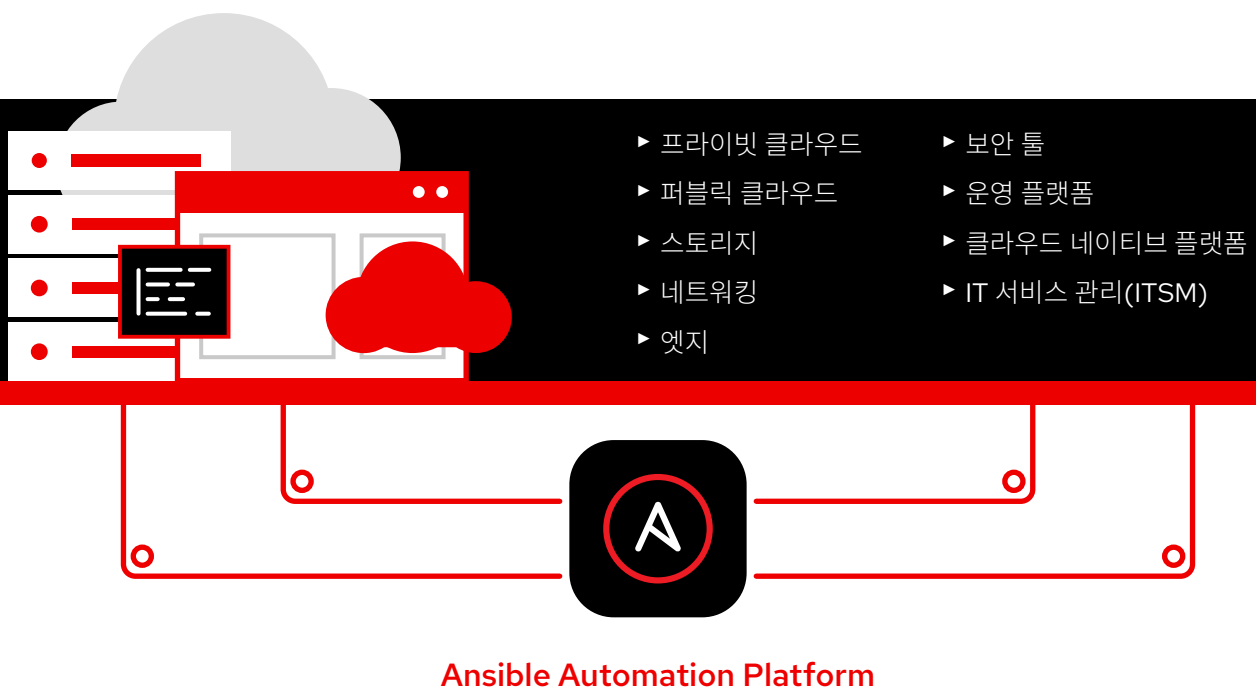 ▸ 프라이빗 클라우드
▸ 퍼블릭 클라우드
▸ 스토리지
▸ 네트워킹
▸ 엣지
▸ 보안 툴
▸ 운영 플랫폼
▸ 클라우드 네이티브 플랫폼
▸ IT 서비스 관리(ITSM)
Ansible Automation Platform